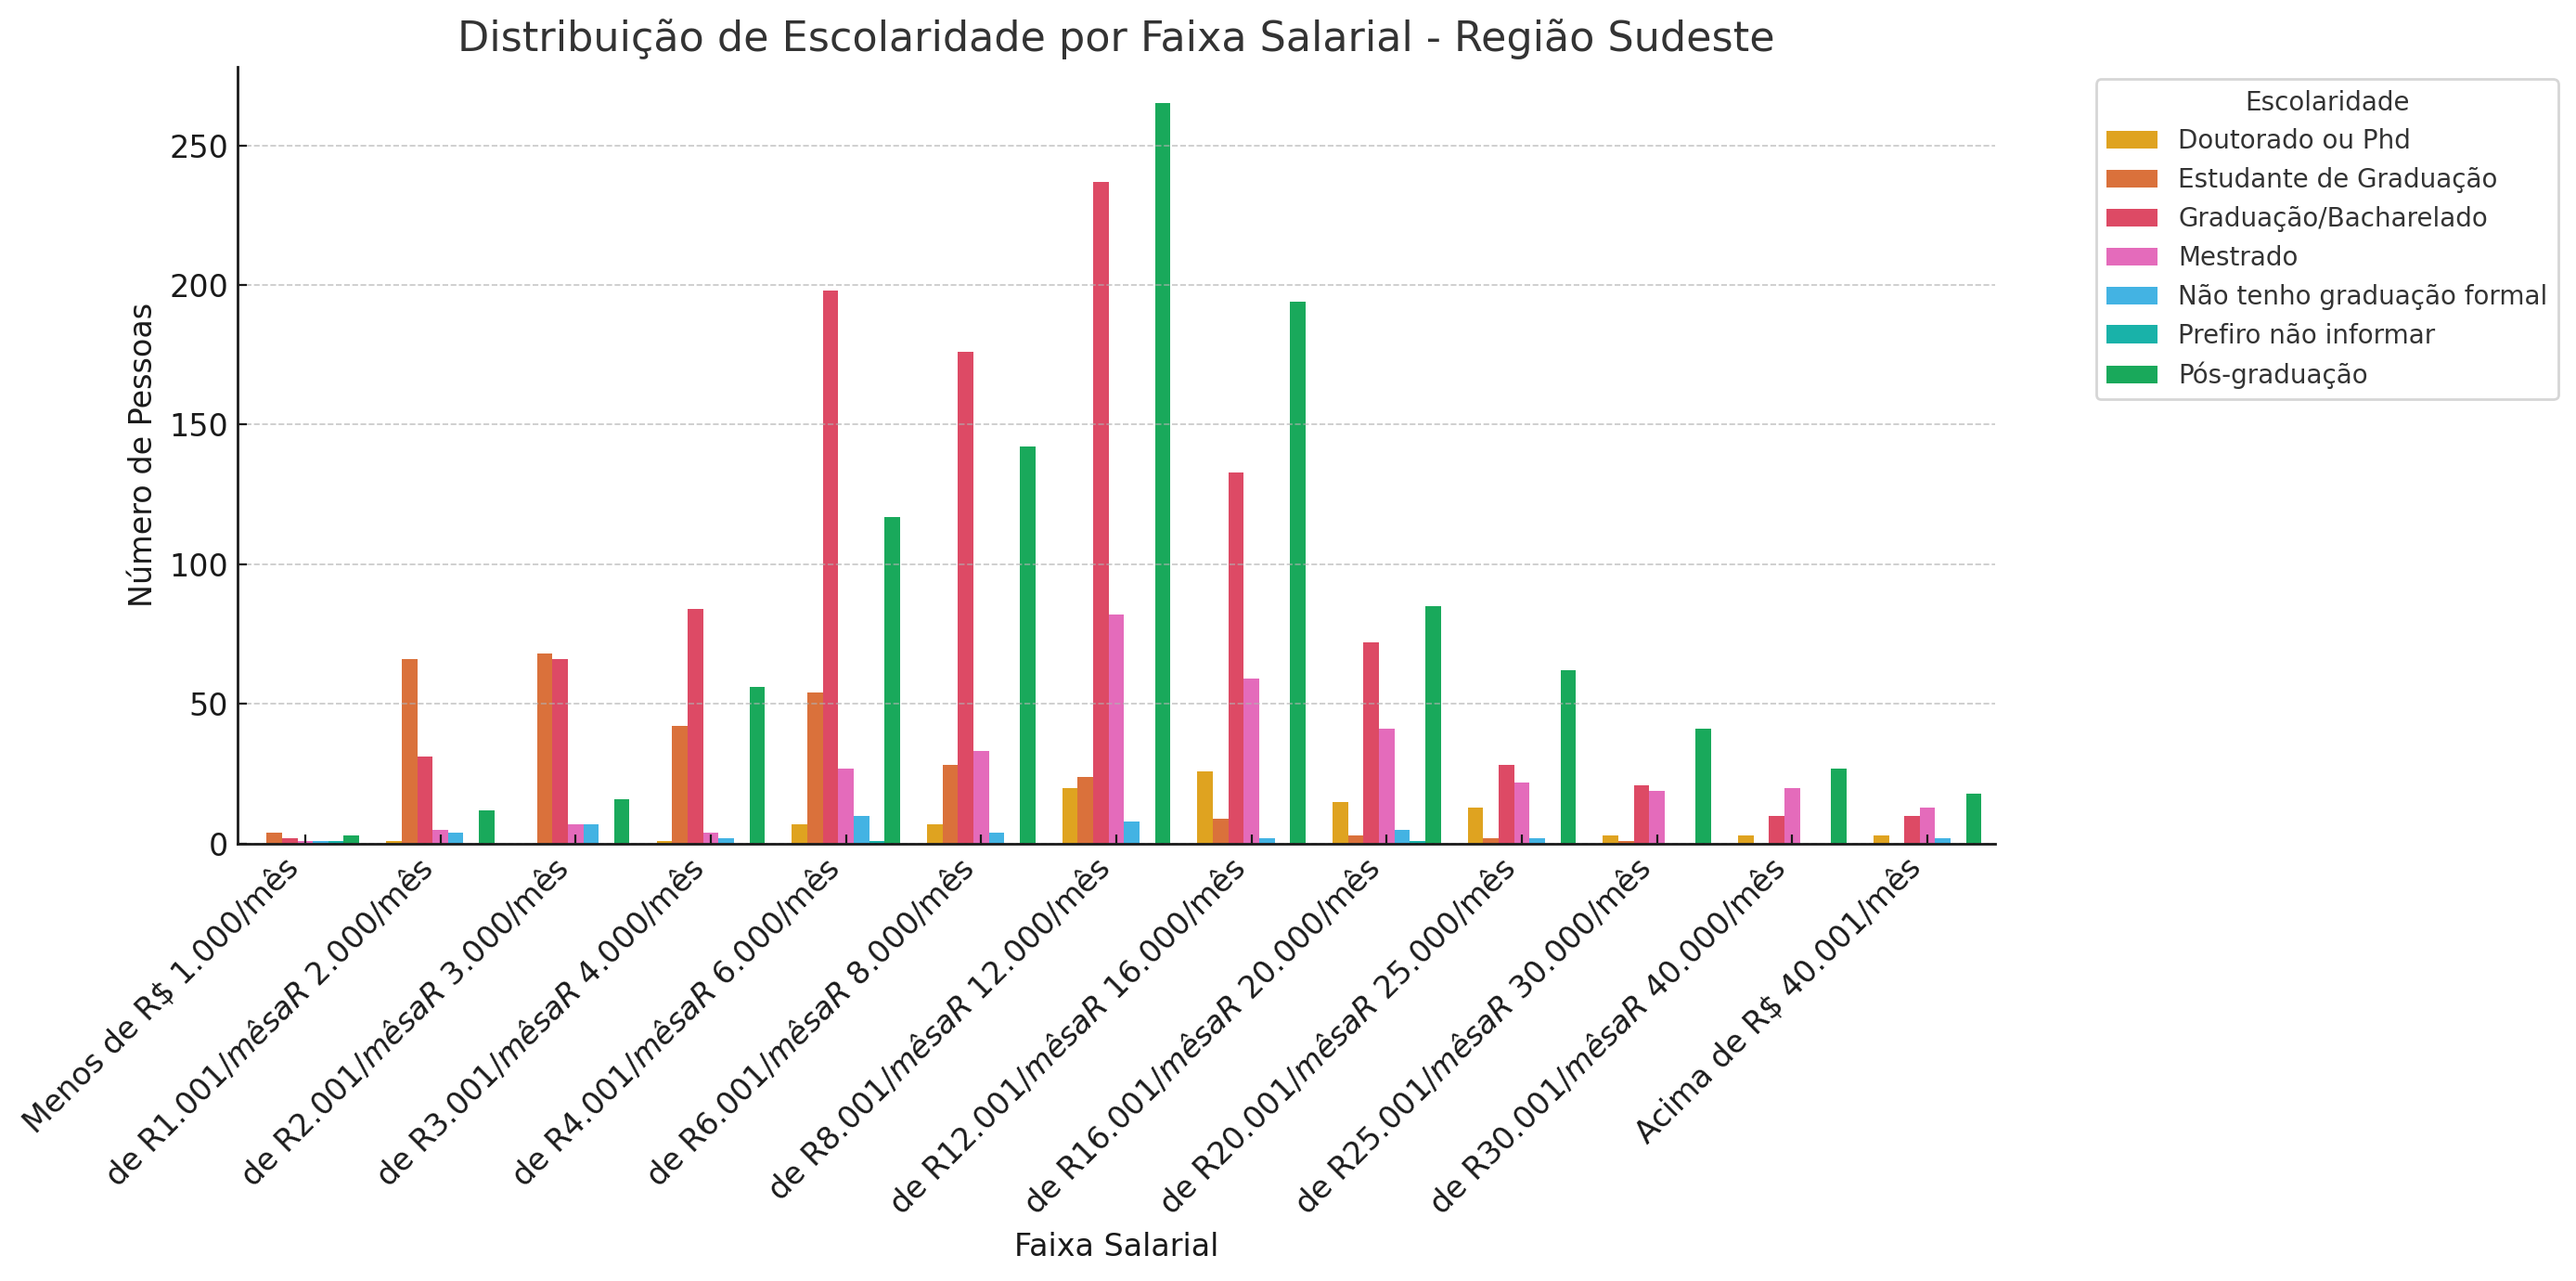 Distribuição de Escolaridade por Faixa Salarial - Região Sudeste
Escolaridade
Doutorado ou Phd
Estudante de Graduação
Graduação/Bacharelado
Mestrado
Não tenho graduação formal
Prefiro não informar
Pós-graduação
Número de Pessoas
250
200
150
100
50
0
Menos de R$ 1.000/mês
de R1.001/mêsaR 2.000/mês
de R2.001/mêsaR 3.000/mês
de R3.001/mêsaR 4.000/mês
de R4.001/mêsaR 6.000/mês
de R6.001/mêsaR 8.000/mês
de R8.001/mêsaR 12.000/mês
de R12.001/mêsaR 16.000/mês
de R16.001/mêsaR 20.000/mês
de R20.001/mêsaR 25.000/mês
de R25.001/mêsaR 30.000/mês
de R30.001/mêsaR 40.000/mês
Acima de R$ 40.001/mês
Faixa Salarial